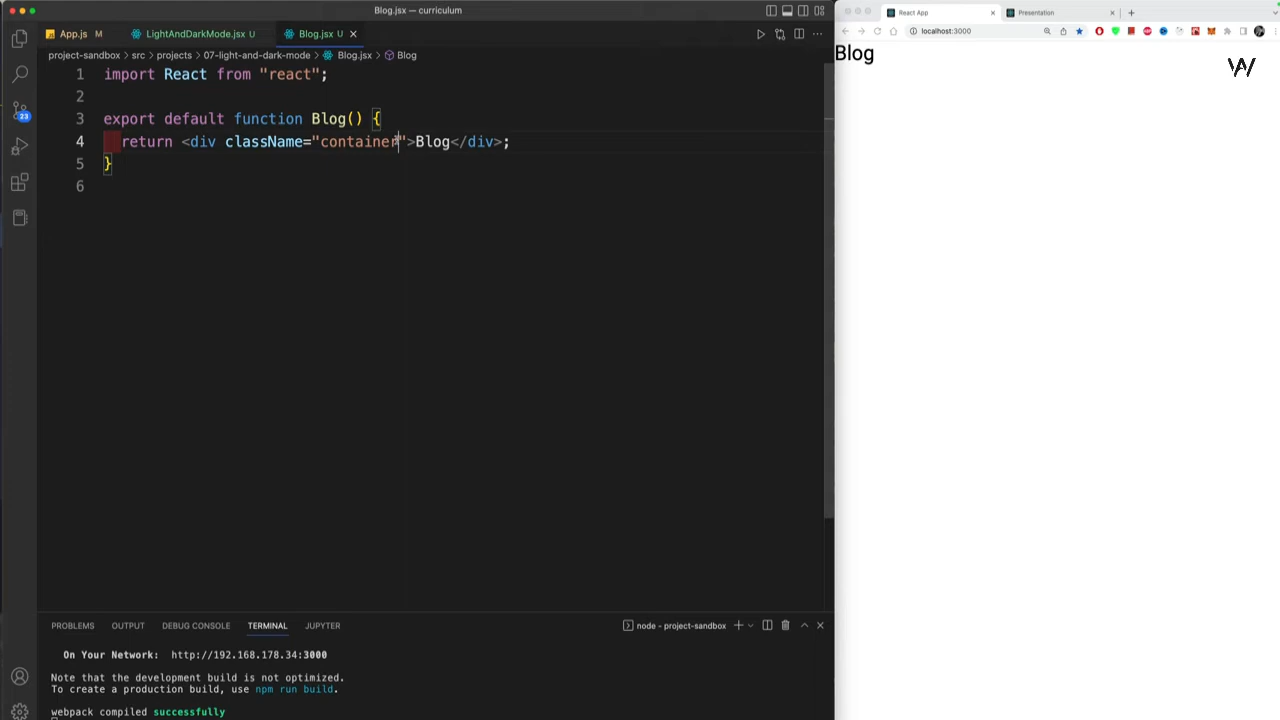 Blog.jsx — curriculum
App.js M
LightAndDarkMode.jsx U
Blog.jsx U
project-sandbox > src > projects > 07-light-and-dark-mode > Blog.jsx > Blog
1 import React from "react";
2
3 export default function Blog() {
4 return <div className="container">Blog</div>;
5 }
6
23
PROBLEMS OUTPUT DEBUG CONSOLE TERMINAL JUPYTER
node - project-sandbox
On Your Network: http://192.168.178.34:3000
Note that the development build is not optimized.
To create a production build, use npm run build.
webpack compiled successfully
React App
Presentation
localhost:3000
Blog
W